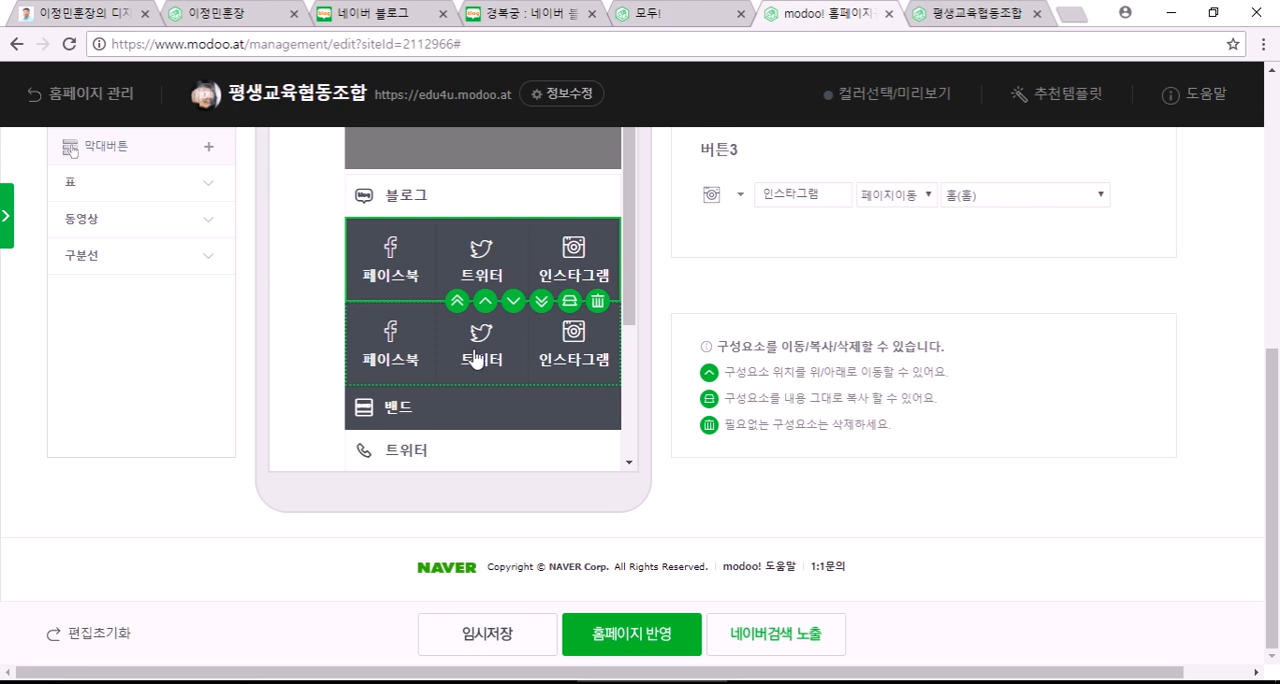 이정민훈장의 디지
이정민훈장
네이버 블로그
경복궁 : 네이버 블
모두!
modoo! 홈페이지
평생교육협동조합
https://www.modoo.at/management/edit?siteId=2112966#
홈페이지 관리
평생교육협동조합
https://edu4u.modoo.at
정보수정
컬러선택/미리보기
추천템플릿
도움말
막대버튼
표
동영상
구분선
블로그
페이스북
트위터
인스타그램
페이스북
인스타그램
밴드
트위터
버튼3
인스타그램
페이지이동
홈(홈)
구성요소를 이동/복사/삭제할 수 있습니다.
구성요소 위치를 위/아래로 이동할 수 있어요.
구성요소를 내용 그대로 복사 할 수 있어요.
필요없는 구성요소는 삭제하세요.
NAVER Copyright © NAVER Corp. All Rights Reserved. modoo! 도움말 1:1문의
편집초기화
임시저장
홈페이지 반영
네이버검색 노출